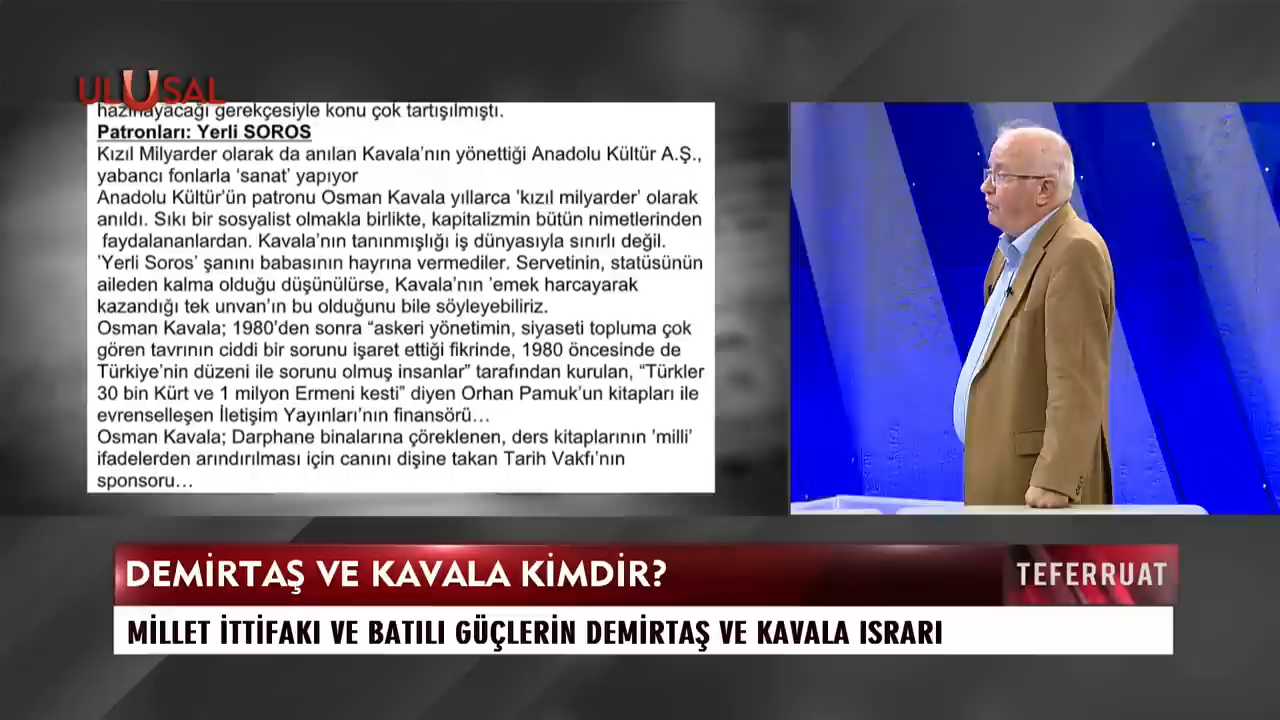 ULUSAL
hazmayacağı gerekçesiyle konu çok tartışılmıştı.
Patronları: Yerli SOROS
Kızıl Milyarder olarak da anılan Kavala'nın yönettiği Anadolu Kültür A.Ş.,
yabancı fonlarla 'sanat' yapıyor
Anadolu Kültür'ün patronu Osman Kavala yıllarca 'kızıl milyarder' olarak
anıldı. Sıkı bir sosyalist olmakla birlikte, kapitalizmin bütün nimetlerinden
faydalananlardan. Kavala'nın tanınmışlığı iş dünyasıyla sınırlı değil.
'Yerli Soros' şanını babasının hayrına vermediler. Servetinin, statüsünün
aileden kalma olduğu düşünülürse, Kavala'nın 'emek harcayarak
kazandığı tek unvan'ın bu olduğunu bile söyleyebiliriz.
Osman Kavala; 1980'den sonra "askeri yönetimin, siyaseti topluma çok
gören tavrının ciddi bir sorunu işaret ettiği fikrinde, 1980 öncesinde de
Türkiye'nin düzeni ile sorunu olmuş insanlar" tarafından kurulan, "Türkler
30 bin Kürt ve 1 milyon Ermeni kesti" diyen Orhan Pamuk'un kitapları ile
evrenselleşen İletişim Yayınları'nın finansörü…
Osman Kavala; Darphane binalarına çöreklenen, ders kitaplarının 'milli'
ifadelerden arındırılması için canını dişine takan Tarih Vakfı'nın
sponsoru…
DEMİRTAŞ VE KAVALA KİMDİR?
TEFERRUAT
MİLLET İTTİFAKI VE BATILI GÜÇLERİN DEMİRTAŞ VE KAVALA ISRARI